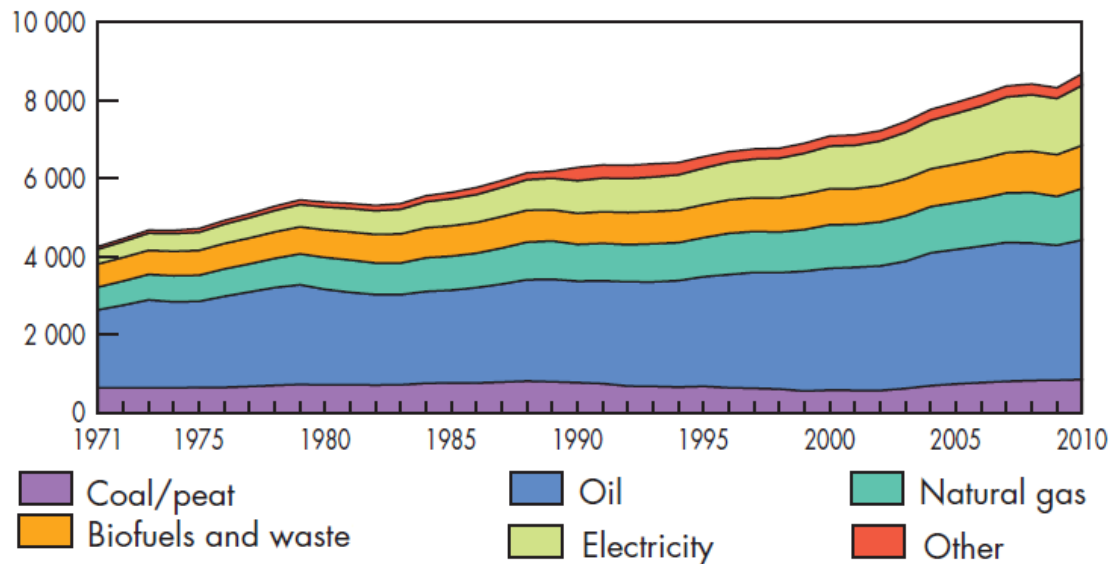 10 000
8 000
6 000
4 000
2 000
0
1971 1975 1980 1985 1990 1995 2000 2005 2010
Coal/peat Oil Natural gas
Biofuels and waste Electricity Other